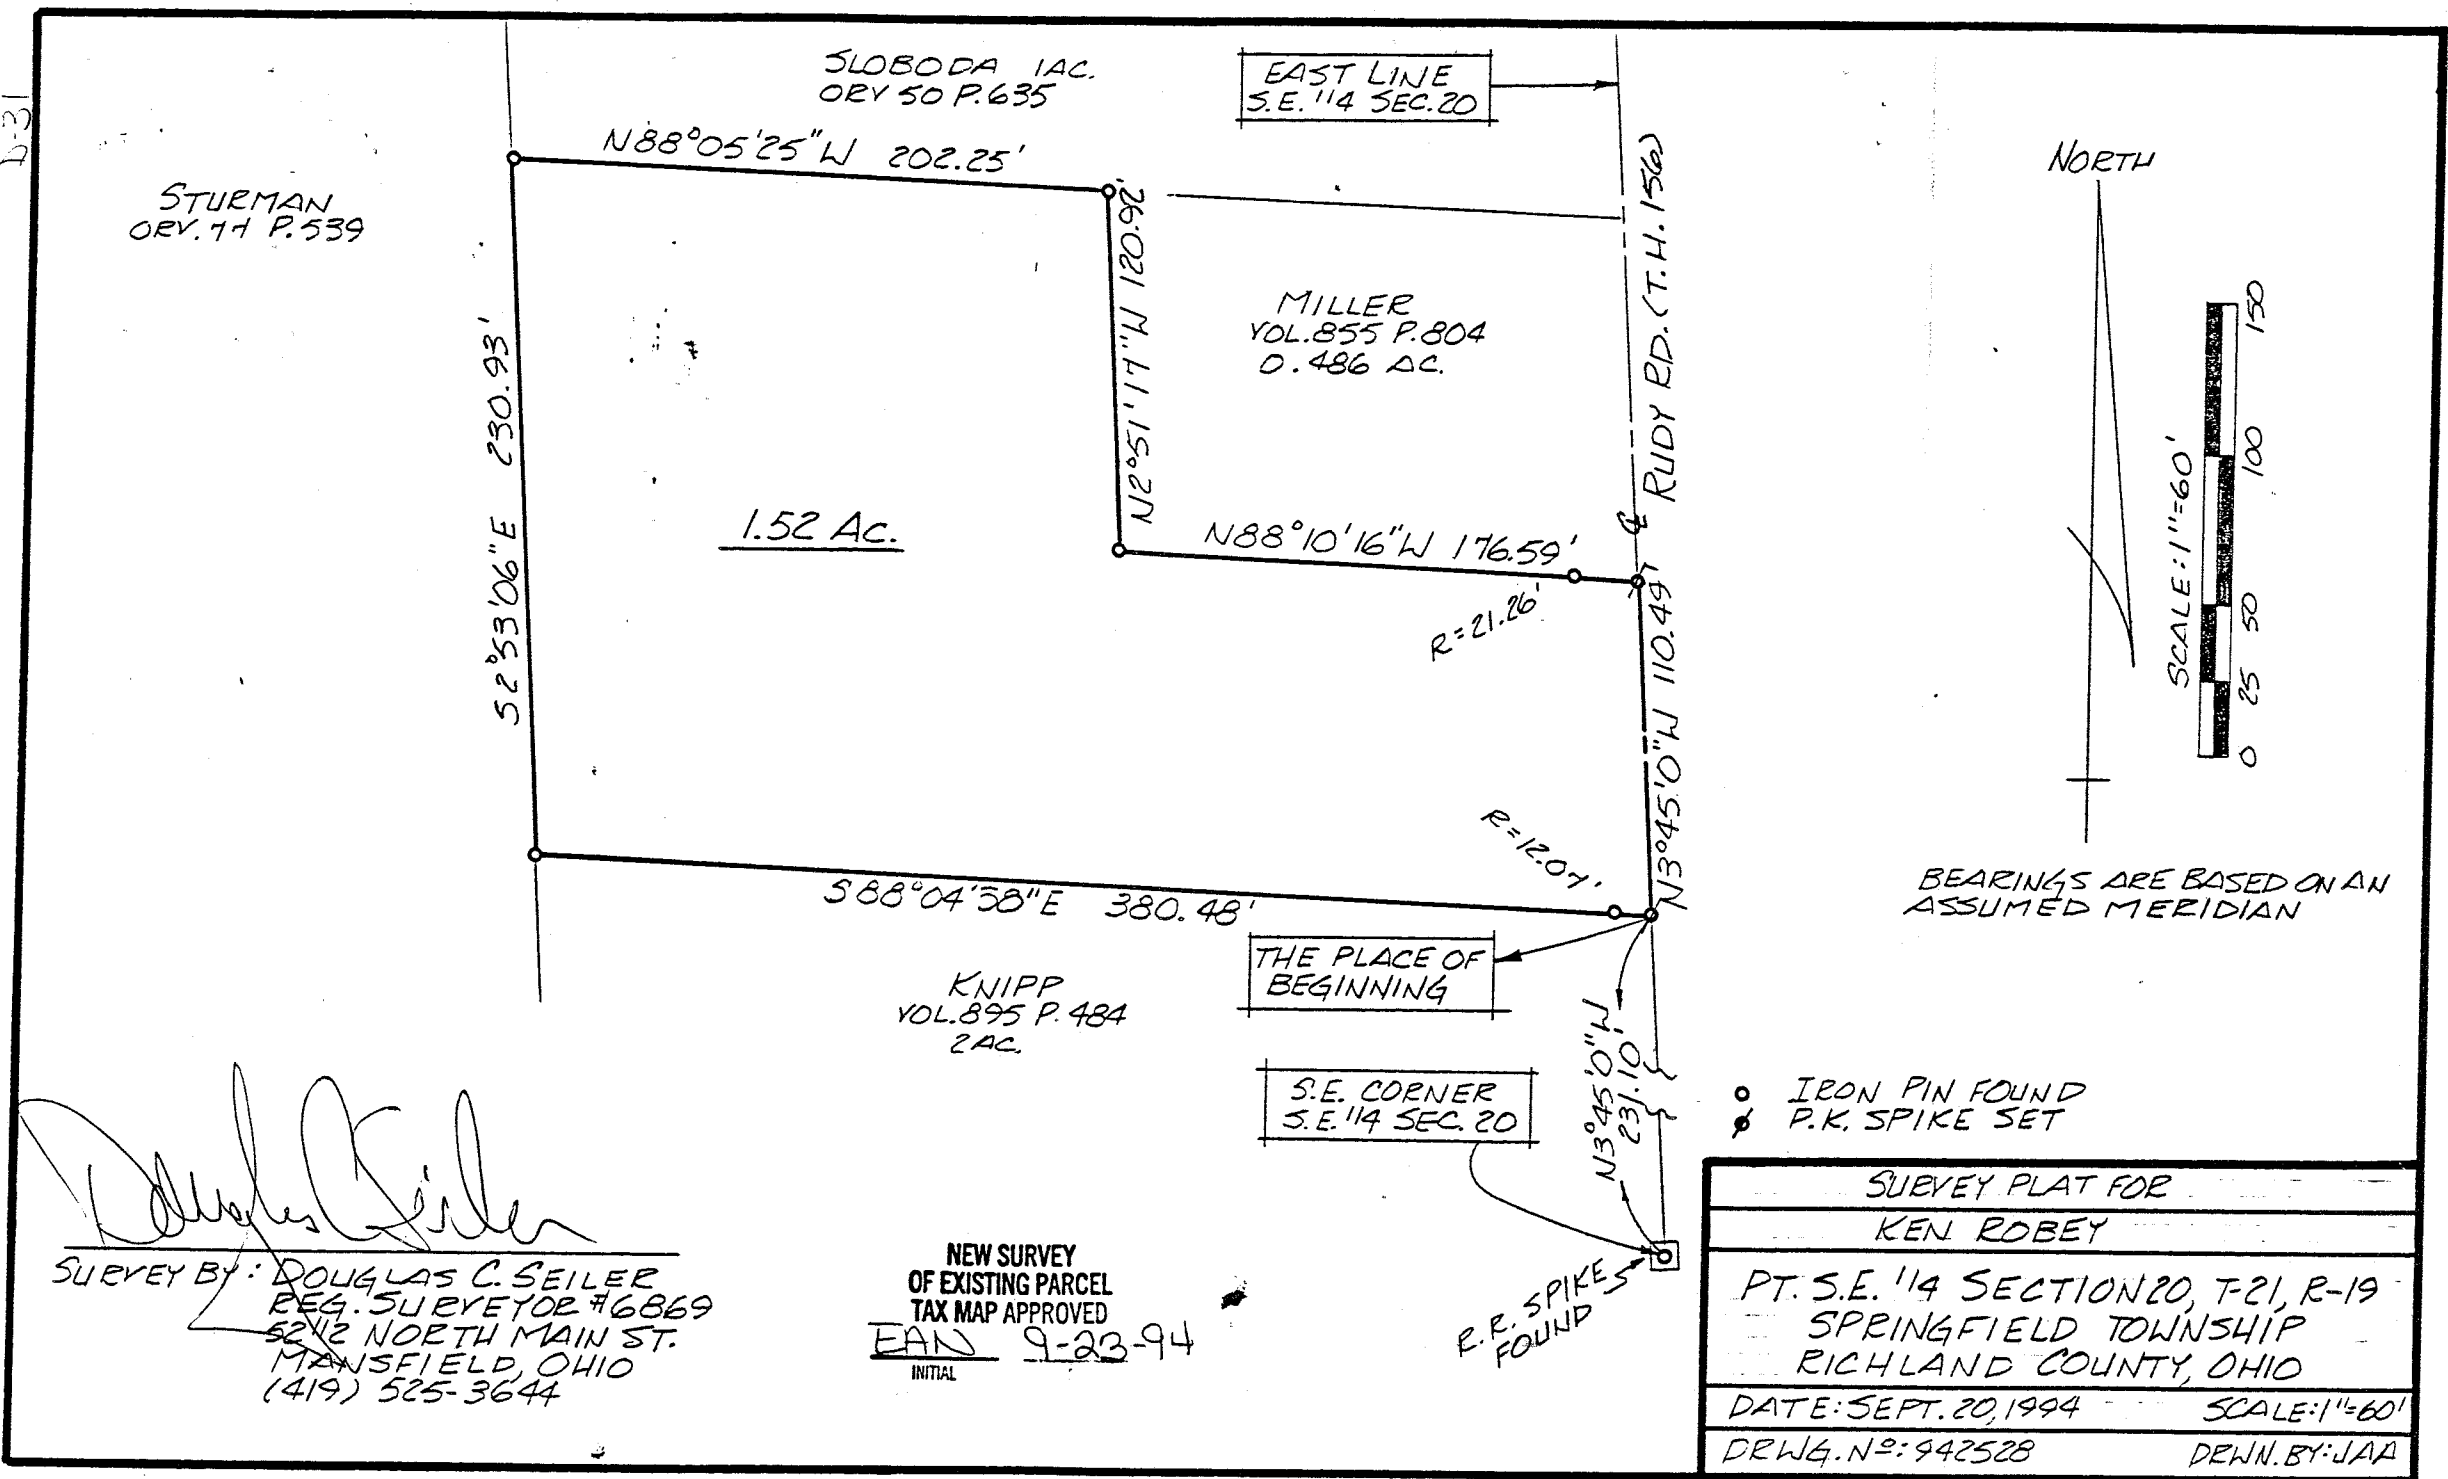 SLOBODA 1AC.
ORV 50 P.635
EAST LINE
S.E. 1/4 SEC.20
N88°05'25"W 202.25'
STURMAN
ORV.77 P.539
N2°51'17"W 120.92'
RUDY RD.(T.H.156)
NORTH
MILLER
VOL.855 P.804
0.486 AC.
S2°53'06"E 230.93'
1.52 AC.
N88°10'16"W 176.59'
R=21.26'
N3°45'0"W 110.49'
SCALE:1"=60'
0 25 50 100 150
R=12.07'
S88°04'58"E 380.48'
BEARINGS ARE BASED ON AN
ASSUMED MERIDIAN
THE PLACE OF
BEGINNING
KNIPP
VOL.895 P.484
2AC.
N3°45'0"W
231.10'
S.E. CORNER
S.E. 1/4 SEC. 20
IRON PIN FOUND
P.K. SPIKE SET
R.R. SPIKE
FOUND
Douglas C Seiler
SURVEY BY: DOUGLAS C. SEILER
REG. SURVEYOR #6869
52 1/2 NORTH MAIN ST.
MANSFIELD, OHIO
(419) 525-3644
NEW SURVEY
OF EXISTING PARCEL
TAX MAP APPROVED
EAN 9-23-94
INITIAL
SURVEY PLAT FOR
KEN ROBEY
PT. S.E. 1/4 SECTION 20, T-21, R-19
SPRINGFIELD TOWNSHIP
RICHLAND COUNTY, OHIO
DATE: SEPT. 20, 1994 SCALE:1"=60'
DRWG. Nº: 942528 DRWN. BY: JAA